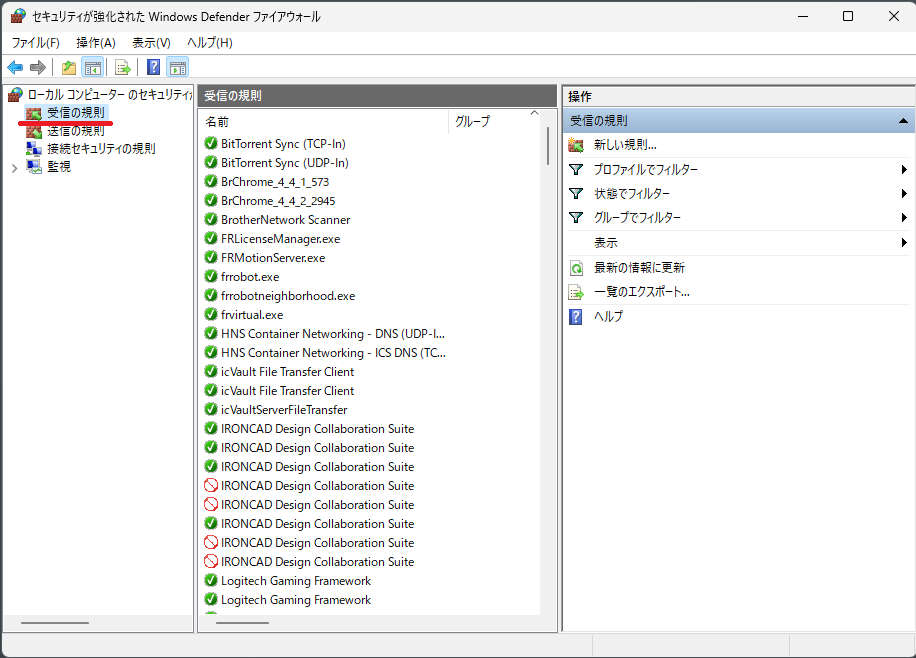 セキュリティが強化された Windows Defender ファイアウォール
ファイル(F) 操作(A) 表示(V) ヘルプ(H)
ローカル コンピューター のセキュリティ
受信の規則
送信の規則
接続セキュリティの規則
監視
受信の規則
名前 グループ
BitTorrent Sync (TCP-In)
BitTorrent Sync (UDP-In)
BrChrome_4_4_1_573
BrChrome_4_4_2_2945
BrotherNetwork Scanner
FRLicenseManager.exe
FRMotionServer.exe
frrobot.exe
frrobotneighborhood.exe
frvirtual.exe
HNS Container Networking - DNS (UDP-I...
HNS Container Networking - ICS DNS (TC...
icVault File Transfer Client
icVault File Transfer Client
icVaultServerFileTransfer
IRONCAD Design Collaboration Suite
IRONCAD Design Collaboration Suite
IRONCAD Design Collaboration Suite
IRONCAD Design Collaboration Suite
IRONCAD Design Collaboration Suite
IRONCAD Design Collaboration Suite
IRONCAD Design Collaboration Suite
IRONCAD Design Collaboration Suite
Logitech Gaming Framework
Logitech Gaming Framework
操作
受信の規則
新しい規則...
プロファイルでフィルター
状態でフィルター
グループでフィルター
表示
最新の情報に更新
一覧のエクスポート...
ヘルプ